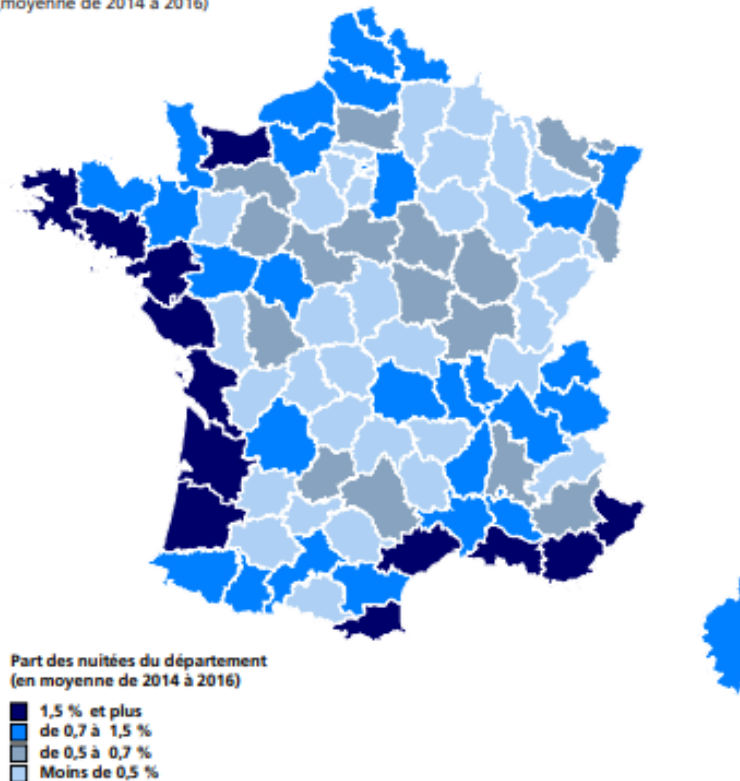 (moyenne de 2014 à 2016)
Part des nuitées du département
(en moyenne de 2014 à 2016)
1,5 % et plus
de 0,7 à 1,5 %
de 0,5 à 0,7 %
Moins de 0,5 %